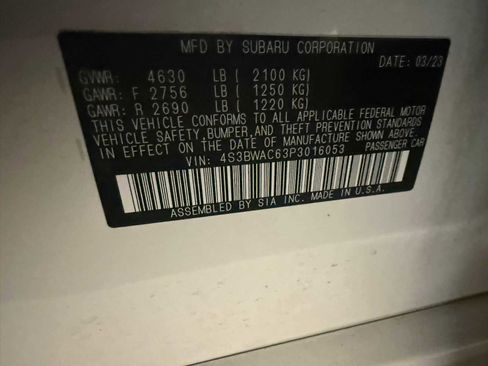 MFD BY SUBARU CORPORATION
DATE: 03/23
GVWR: 4630 LB ( 2100 KG)
GAWR: F 2756 LB ( 1250 KG)
GAWR: R 2690 LB ( 1220 KG)
THIS VEHICLE CONFORMS TO ALL APPLICABLE FEDERAL MOTOR
VEHICLE SAFETY, BUMPER, AND THEFT PREVENTION STANDARDS
IN EFFECT ON THE DATE OF MANUFACTURE SHOWN ABOVE.
VIN: 4S3BWAC63P3016053 PASSENGER CAR
ASSEMBLED BY SIA INC. MADE IN U.S.A.